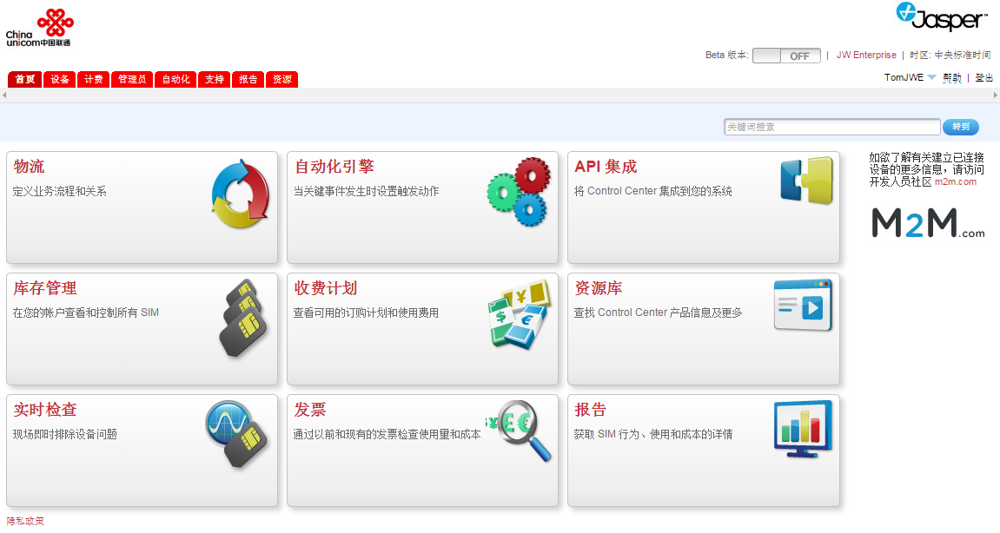 China
unicom中国联通
Jasper™
Beta 版本: OFF | JW Enterprise | 时区: 中央标准时间
首页 设备 计费 管理员 自动化 支持 报告 资源
TomJWE 帮助 | 登出
关键词搜索 转到
物流
定义业务流程和关系
自动化引擎
当关键事件发生时设置触发动作
API 集成
将 Control Center 集成到您的系统
如欲了解有关建立已连接
设备的更多信息，请访问
开发人员社区 m2m.com
M2M.com
库存管理
在您的帐户查看和控制所有 SIM
收费计划
查看可用的订购计划和使用费用
¥
$
€
资源库
查找 Control Center 产品信息及更多
实时检查
现场即时排除设备问题
发票
通过以前和现有的发票检查使用量和成本
¥££€
报告
获取 SIM 行为、使用和成本的详情
隐私政策